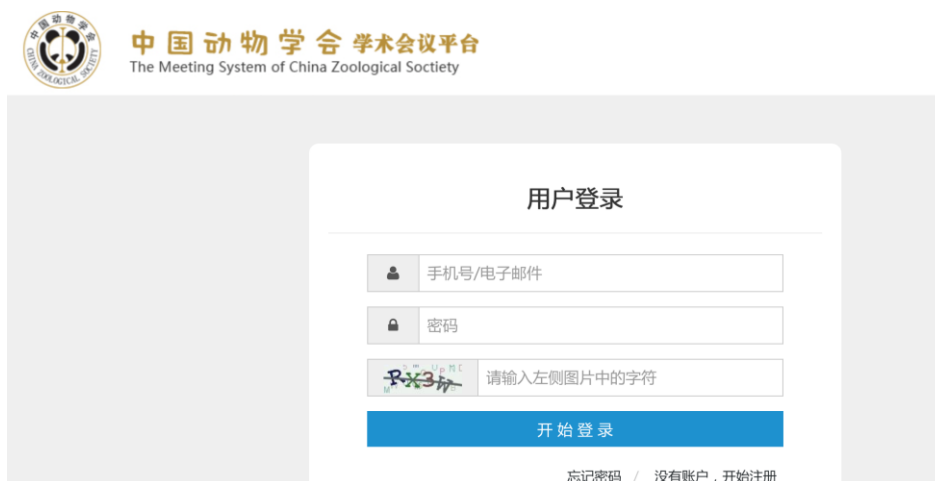 中国动物学会 学术会议平台
The Meeting System of China Zoological Soctiety
用户登录
手机号/电子邮件
密码
请输入左侧图片中的字符
开始登录
忘记密码 / 没有账户，开始注册